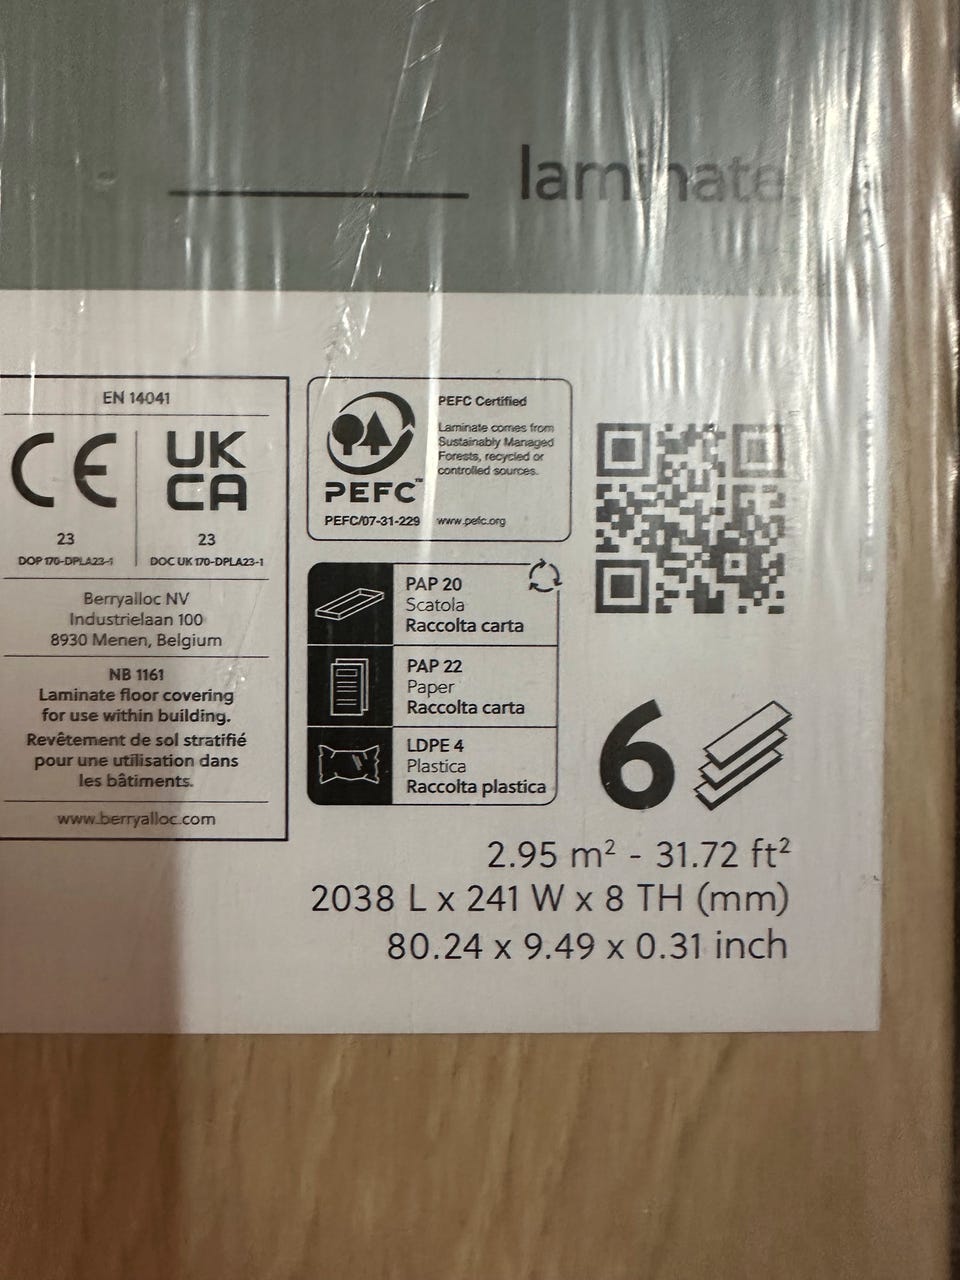 laminate
EN 14041
CE
UK
CA
23
23
DOP 170-DPLA23-1
DOC UK 170-DPLA23-1
Berryalloc NV
Industrielaan 100
8930 Menen, Belgium
NB 1161
Laminate floor covering
for use within building.
Revêtement de sol stratifié
pour une utilisation dans
les bâtiments.
www.berryalloc.com
PEFC™
PEFC/07-31-229
PEFC Certified
Laminate comes from
Sustainably Managed
Forests, recycled or
controlled sources.
www.pefc.org
PAP 20
Scatola
Raccolta carta
PAP 22
Paper
Raccolta carta
LDPE 4
Plastica
Raccolta plastica
6
2.95 m² - 31.72 ft²
2038 L x 241 W x 8 TH (mm)
80.24 x 9.49 x 0.31 inch